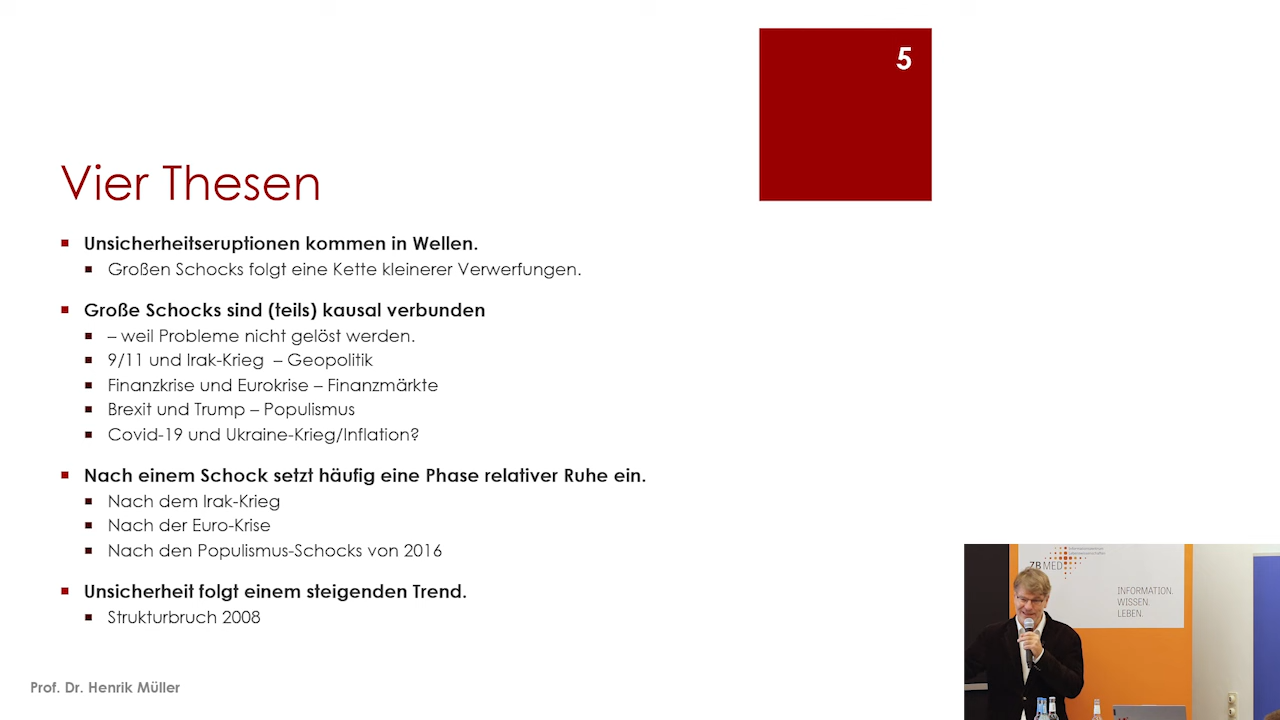 5
Vier Thesen
Unsicherheitseruptionen kommen in Wellen.
Großen Schocks folgt eine Kette kleinerer Verwerfungen.
Große Schocks sind (teils) kausal verbunden
– weil Probleme nicht gelöst werden.
9/11 und Irak-Krieg – Geopolitik
Finanzkrise und Eurokrise – Finanzmärkte
Brexit und Trump – Populismus
Covid-19 und Ukraine-Krieg/Inflation?
Nach einem Schock setzt häufig eine Phase relativer Ruhe ein.
Nach dem Irak-Krieg
Nach der Euro-Krise
Nach den Populismus-Schocks von 2016
Unsicherheit folgt einem steigenden Trend.
Strukturbruch 2008
Prof. Dr. Henrik Müller
ZB MED
INFORMATION.
WISSEN.
LEBEN.